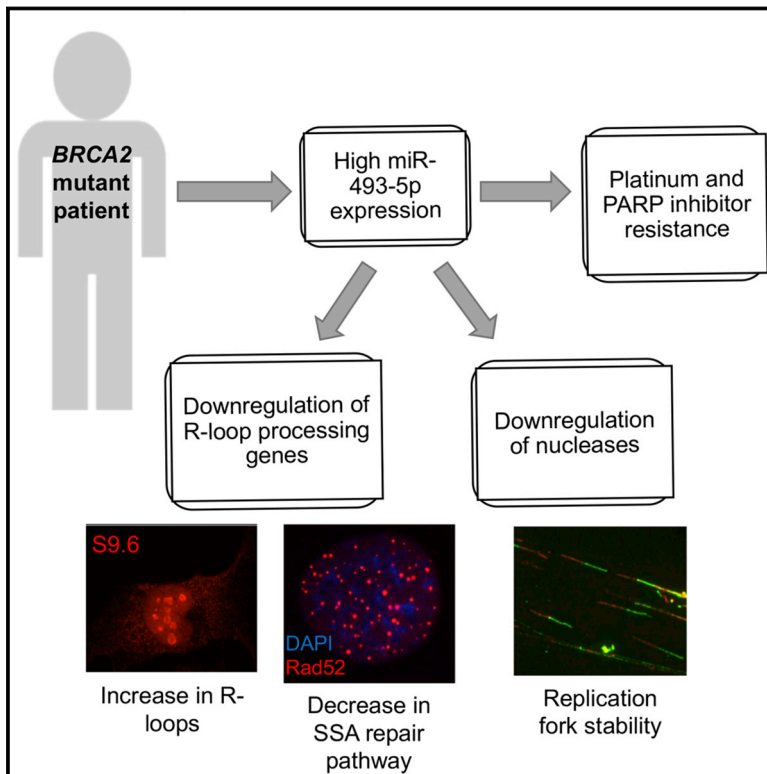 BRCA2
mutant
patient
High miR-
493-5p
expression
Platinum and
PARP inhibitor
resistance
Downregulation of
R-loop processing
genes
Downregulation
of nucleases
S9.6
DAPI
Rad52
Increase in R-
loops
Decrease in
SSA repair
pathway
Replication
fork stability